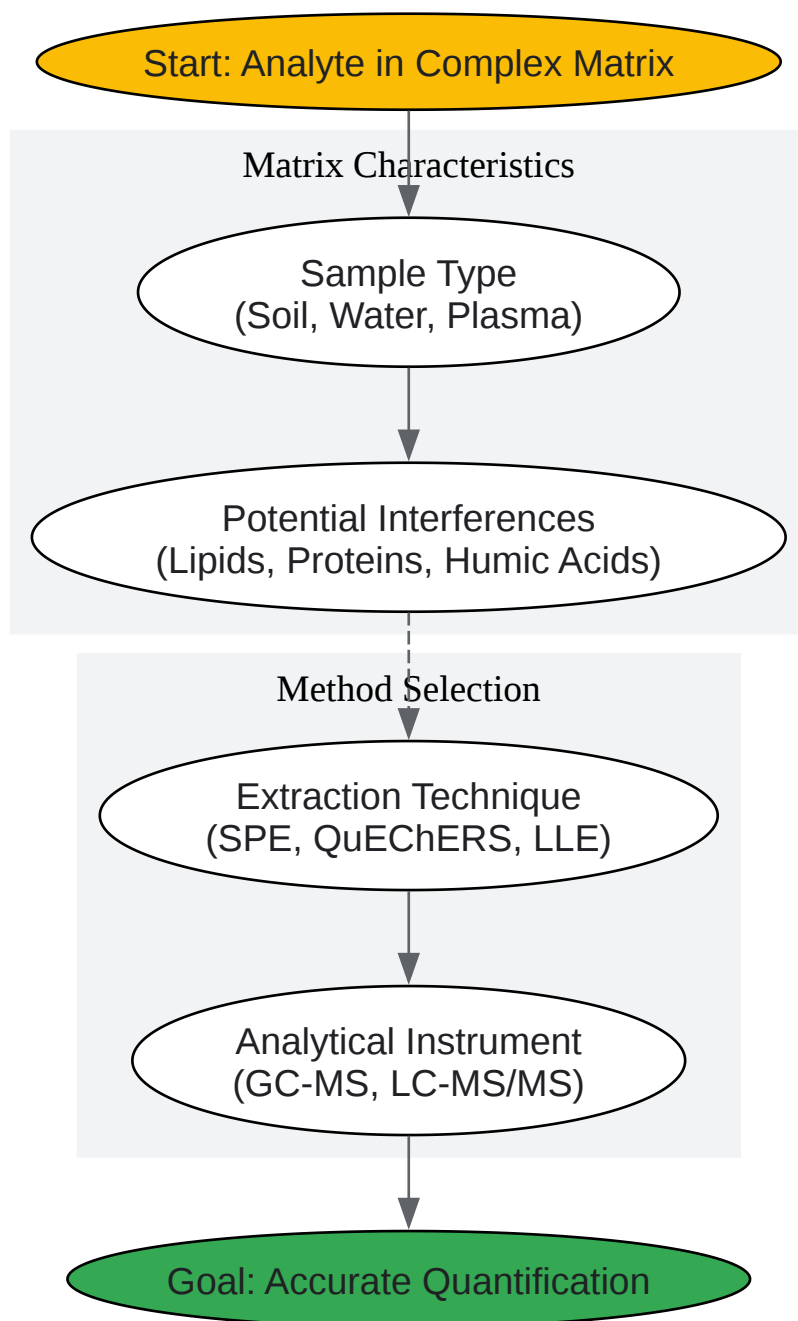 Start: Analyte in Complex Matrix
Matrix Characteristics
Sample Type
(Soil, Water, Plasma)
Potential Interferences
(Lipids, Proteins, Humic Acids)
Method Selection
Extraction Technique
(SPE, QuEChERS, LLE)
Analytical Instrument
(GC-MS, LC-MS/MS)
Goal: Accurate Quantification